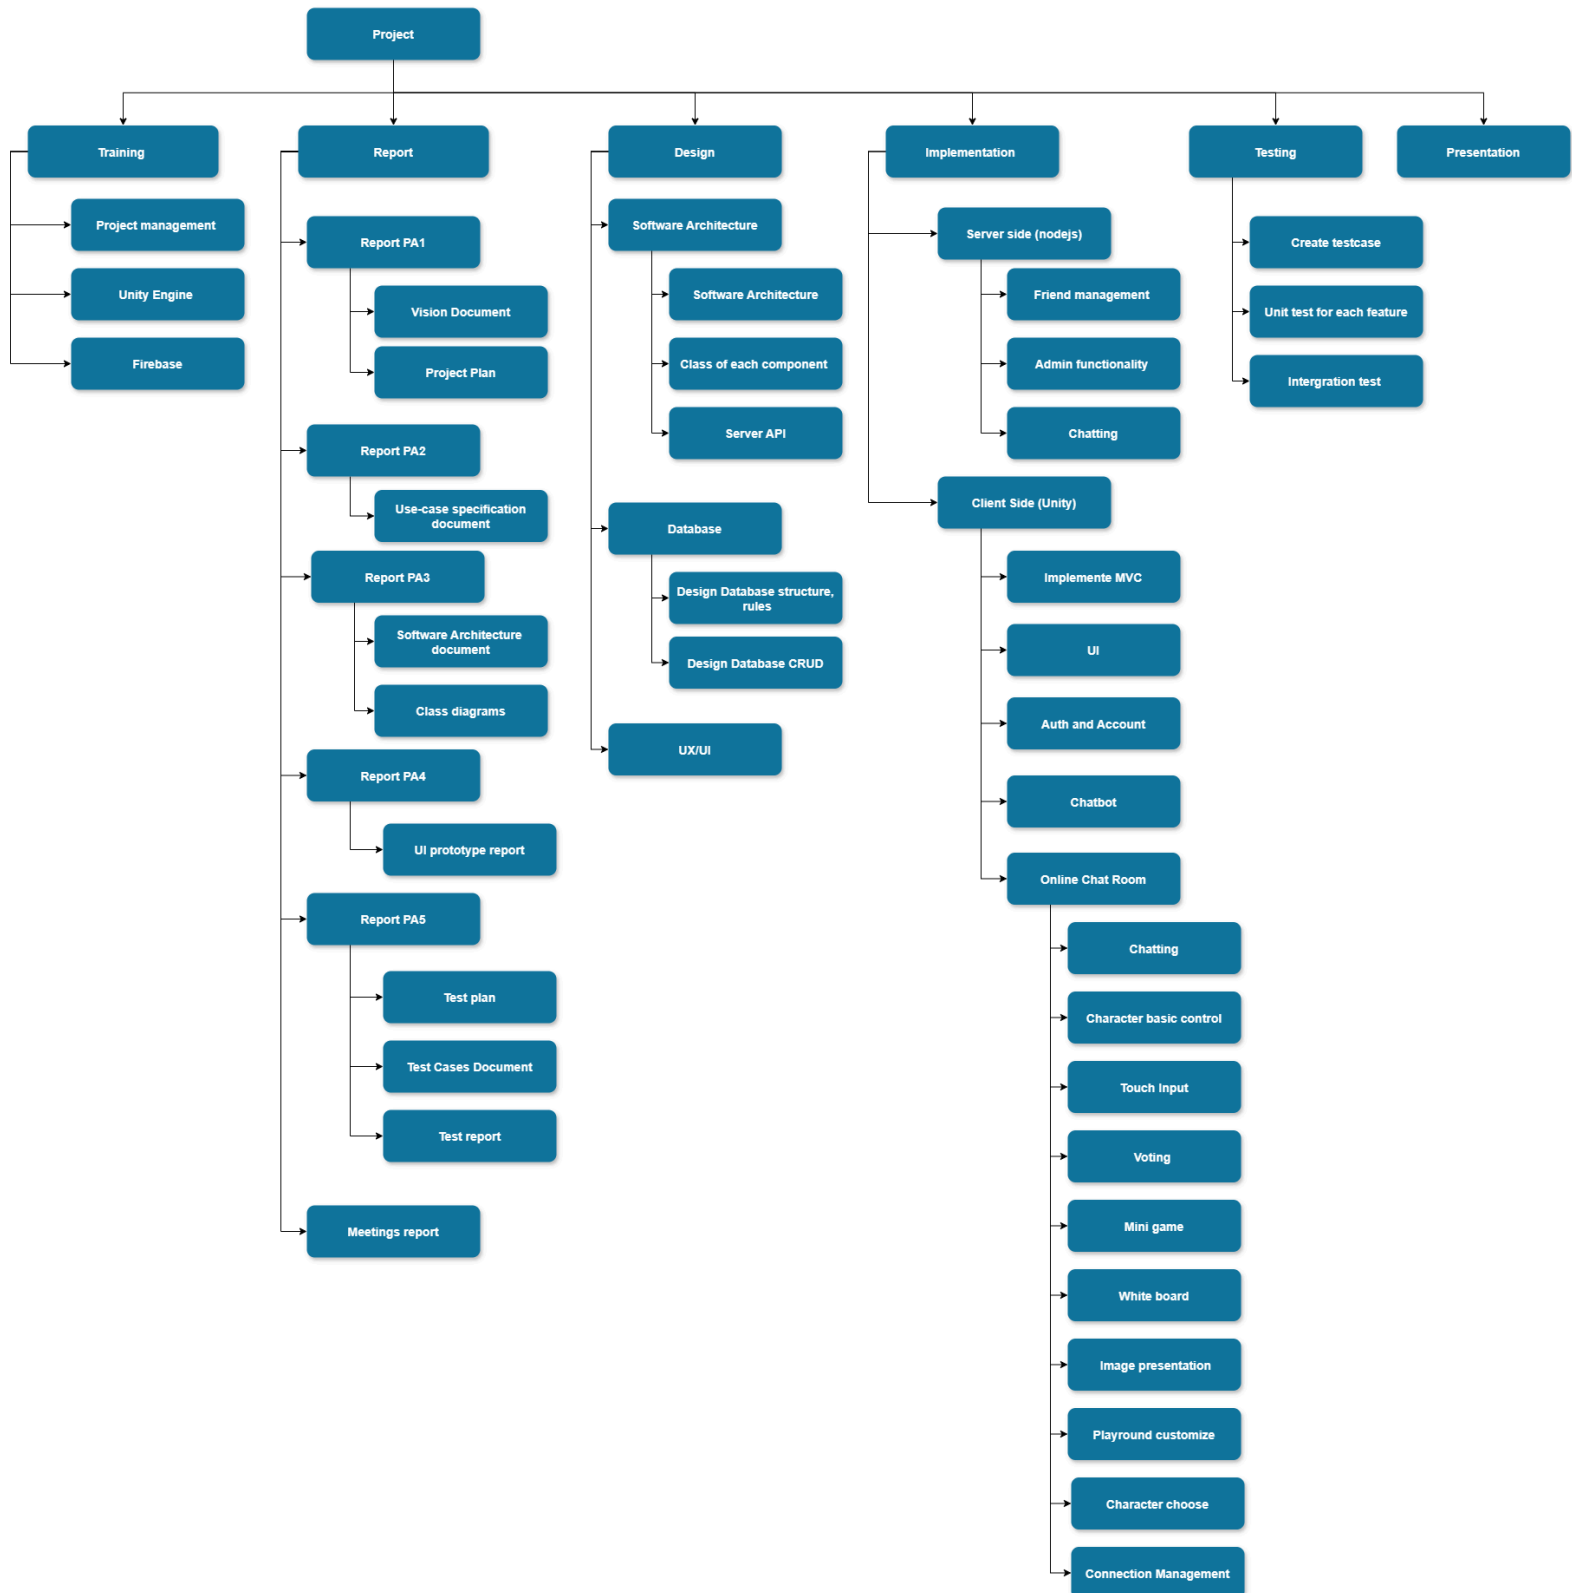 Project
Training
Project management
Unity Engine
Firebase
Report
Report PA1
Vision Document
Project Plan
Report PA2
Use-case specification
document
Report PA3
Software Architecture
document
Class diagrams
Report PA4
UI prototype report
Report PA5
Test plan
Test Cases Document
Test report
Meetings report
Design
Software Architecture
Software Architecture
Class of each component
Server API
Database
Design Database structure,
rules
Design Database CRUD
UX/UI
Implementation
Server side (nodejs)
Friend management
Admin functionality
Chatting
Client Side (Unity)
Implemente MVC
UI
Auth and Account
Chatbot
Online Chat Room
Chatting
Character basic control
Touch Input
Voting
Mini game
White board
Image presentation
Playround customize
Character choose
Connection Management
Testing
Create testcase
Unit test for each feature
Intergration test
Presentation